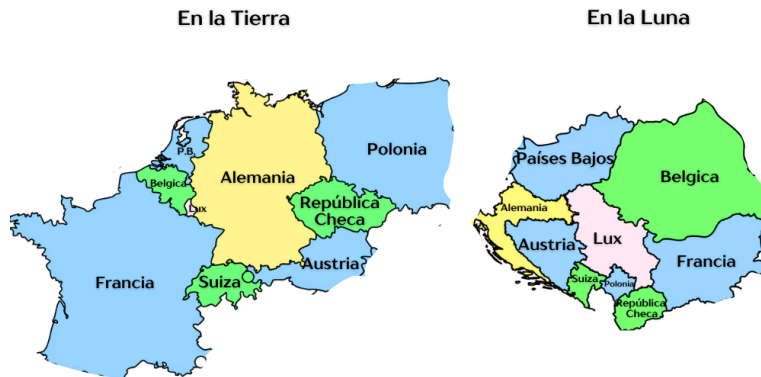 En la Tierra
En la Luna
P.B.
Polonia
Belgica
Alemania
Lux
República
Checa
Francia
Suiza
Austria
Países Bajos
Belgica
Alemania
Austria
Lux
Francia
Suiza
Polonia
República
Checa